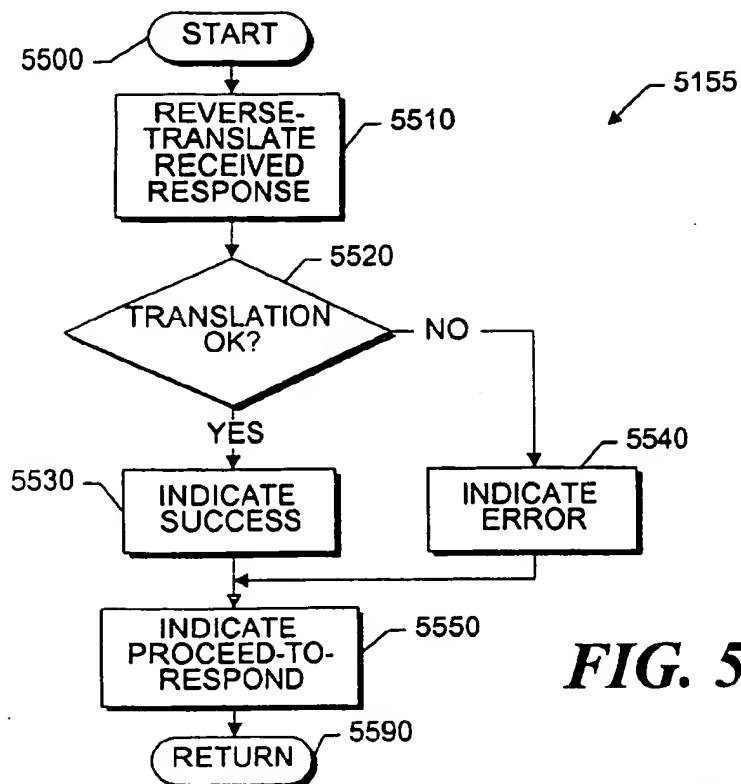 START
5500
5155
REVERSE-
TRANSLATE
RECEIVED
RESPONSE
5510
5520
TRANSLATION
OK?
NO
YES
5530
INDICATE
SUCCESS
5540
INDICATE
ERROR
INDICATE
PROCEED-TO-
RESPOND
5550
FIG. 5
RETURN
5590